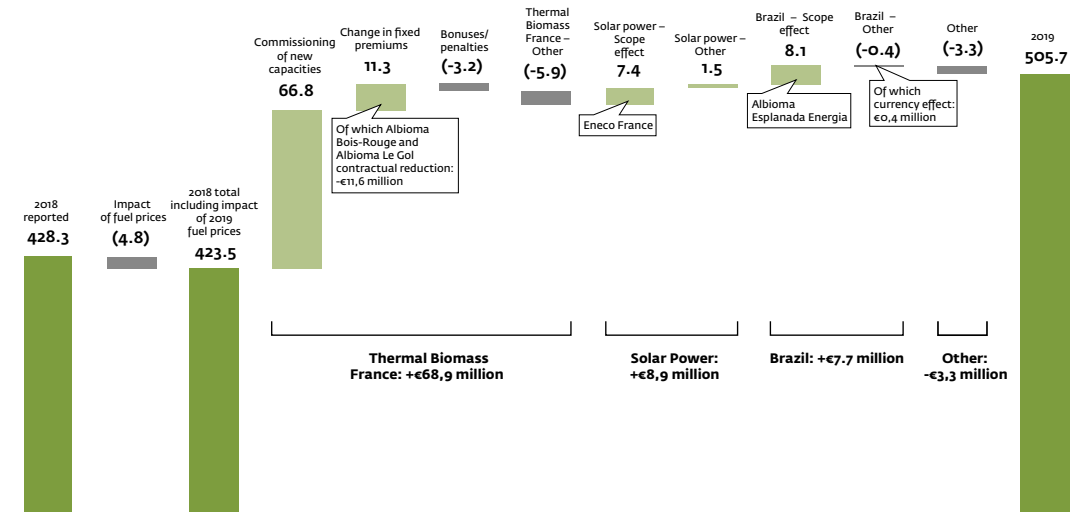 2018
reported
428.3
Impact
of fuel prices
(4.8)
2018 total
including impact
of 2019
fuel prices
423.5
Commissioning
of new
capacities
66.8
Change in fixed
premiums
11.3
Of which Albioma
Bois-Rouge and
Albioma Le Gol
contractual reduction:
-€11,6 million
Bonuses/
penalties
(-3.2)
Thermal
Biomass
France –
Other
(-5.9)
Solar power –
Scope
effect
7.4
Eneco France
Solar power –
Other
1.5
Brazil – Scope
effect
8.1
Albioma
Esplanada Energia
Brazil –
Other
(-0.4)
Of which
currency effect:
€0,4 million
Other
(-3.3)
2019
505.7
Thermal Biomass
France: +€68,9 million
Solar Power:
+€8,9 million
Brazil: +€7.7 million
Other:
-€3,3 million